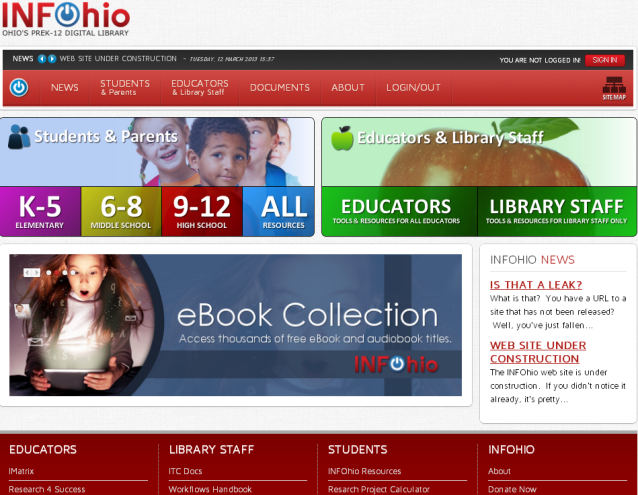 INFOhio
OHIO'S PREK-12 DIGITAL LIBRARY
NEWS WEB SITE UNDER CONSTRUCTION - TUESDAY, 12 MARCH 2013 15:37 YOU ARE NOT LOGGED IN! SIGN IN
NEWS STUDENTS & Parents EDUCATORS & Library Staff DOCUMENTS ABOUT LOGIN/OUT SITE MAP
Students & Parents
K-5 6-8 9-12 ALL
ELEMENTARY MIDDLE SCHOOL HIGH SCHOOL RESOURCES
Educators & Library Staff
EDUCATORS LIBRARY STAFF
TOOLS & RESOURCES FOR ALL EDUCATORS TOOLS & RESOURCES FOR LIBRARY STAFF ONLY
eBook Collection
Access thousands of free eBook and audiobook titles.
INFOhio
INFOHIO NEWS
IS THAT A LEAK?
What is that? You have a URL to a
site that has not been released?
Well, you've just fallen...
WEB SITE UNDER
CONSTRUCTION
The INFOhio web site is under
construction. If you didn't notice it
already, it's pretty...
EDUCATORS LIBRARY STAFF STUDENTS INFOHIO
IMatrix ITC Docs INFOhio Resources About
Research 4 Success Workflows Handbook Resarch Project Calculator Donate Now